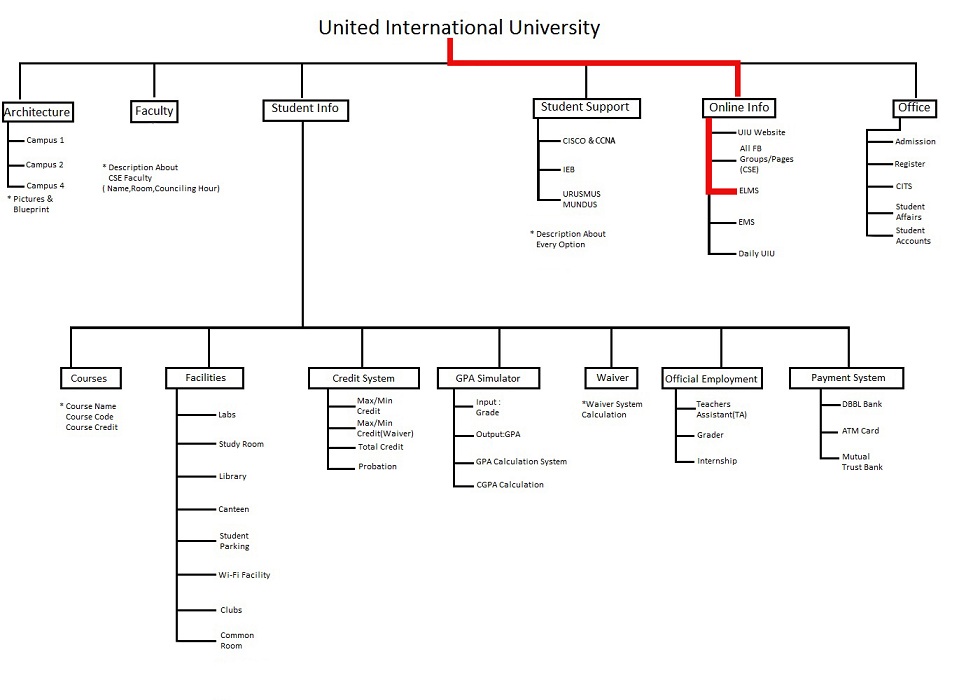 United International University
Architecture
Campus 1
Campus 2
Campus 4
* Pictures &
Blueprint
Faculty
* Description About
CSE Faculty
( Name,Room,Counciling Hour)
Student Info
Student Support
CISCO & CCNA
IEB
URUSMUS
MUNDUS
* Description About
Every Option
Online Info
UIU Website
All FB
Groups/Pages
(CSE)
ELMS
EMS
Daily UIU
Office
Admission
Register
CITS
Student
Affairs
Student
Accounts
Courses
* Course Name
Course Code
Course Credit
Facilities
Labs
Study Room
Library
Canteen
Student
Parking
Wi-Fi Facility
Clubs
Common
Room
Credit System
Max/Min
Credit
Max/Min
Credit(Waiver)
Total Credit
Probation
GPA Simulator
Input :
Grade
Output:GPA
GPA Calculation System
CGPA Calculation
Waiver
*Waiver System
Calculation
Official Employment
Teachers
Assistant(TA)
Grader
Internship
Payment System
DBBL Bank
ATM Card
Mutual
Trust Bank